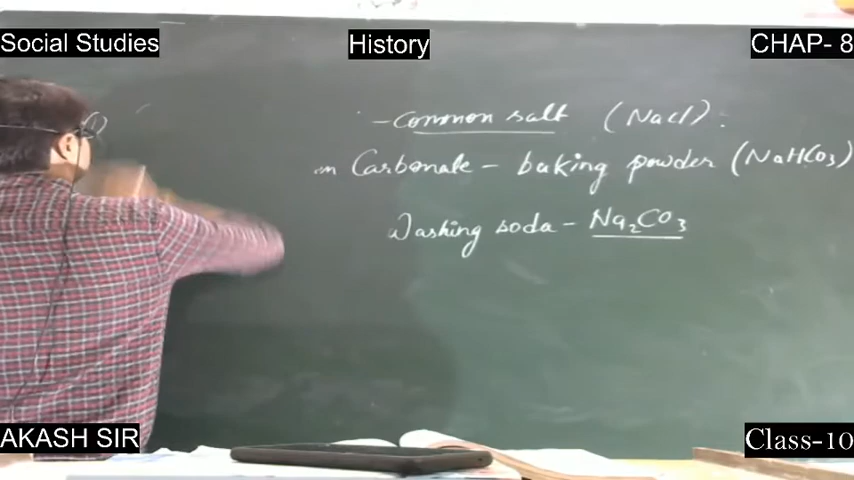 Social Studies
History
CHAP- 8
- Common salt (NaCl).
m Carbonate - baking powder (NaHCO3)
Washing soda - Na2CO3
AKASH SIR
Class-10